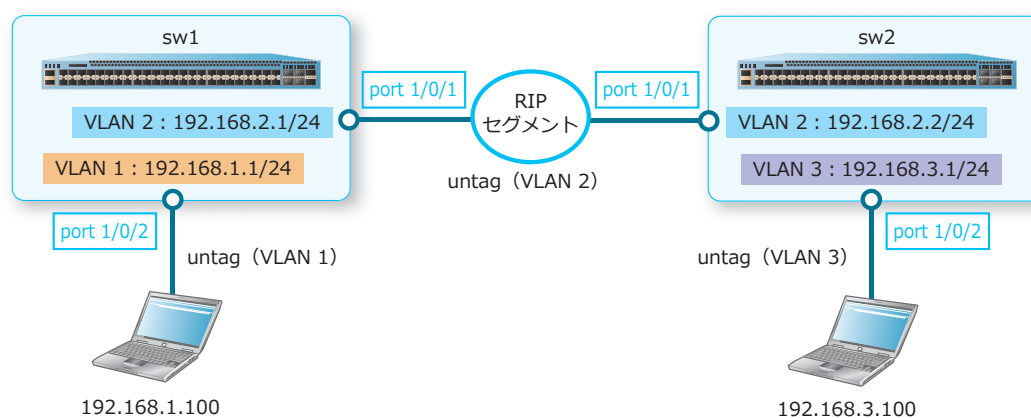 sw1
VLAN 2：192.168.2.1/24
VLAN 1：192.168.1.1/24
port 1/0/1
port 1/0/2
untag（VLAN 1）
192.168.1.100
RIP
セグメント
untag（VLAN 2）
sw2
port 1/0/1
VLAN 2：192.168.2.2/24
VLAN 3：192.168.3.1/24
port 1/0/2
untag（VLAN 3）
192.168.3.100